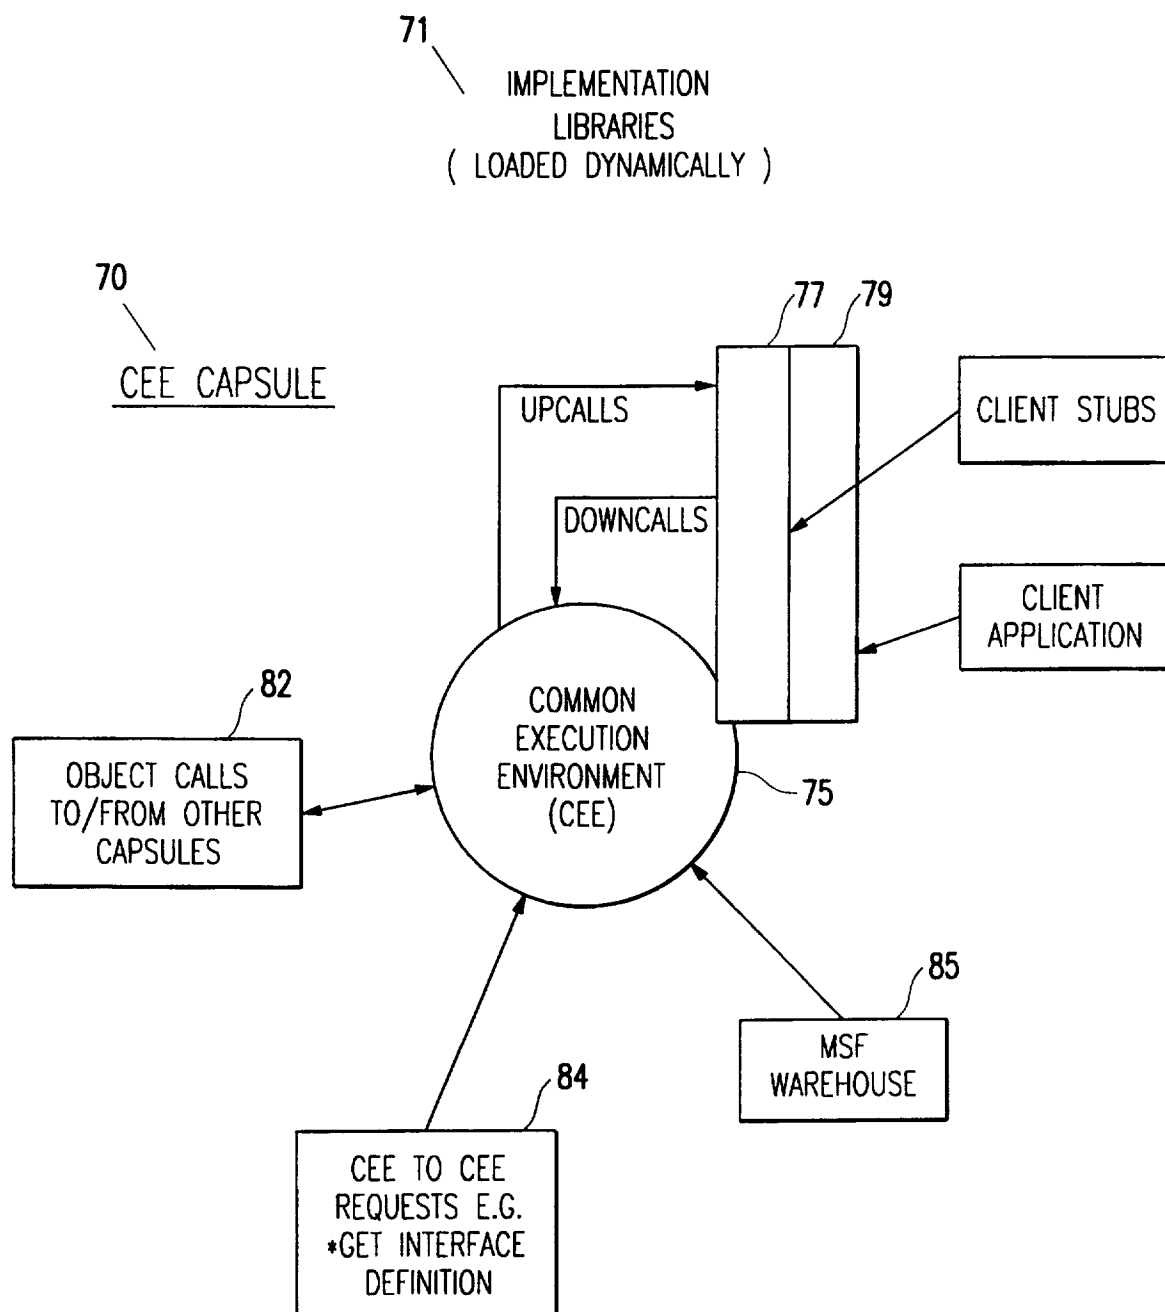 71
IMPLEMENTATION
LIBRARIES
( LOADED DYNAMICALLY )
70
CEE CAPSULE
77
79
UPCALLS
CLIENT STUBS
DOWNCALLS
CLIENT
APPLICATION
82
OBJECT CALLS
TO/FROM OTHER
CAPSULES
COMMON
EXECUTION
ENVIRONMENT
(CEE)
75
85
MSF
WAREHOUSE
84
CEE TO CEE
REQUESTS E.G.
*GET INTERFACE
DEFINITION